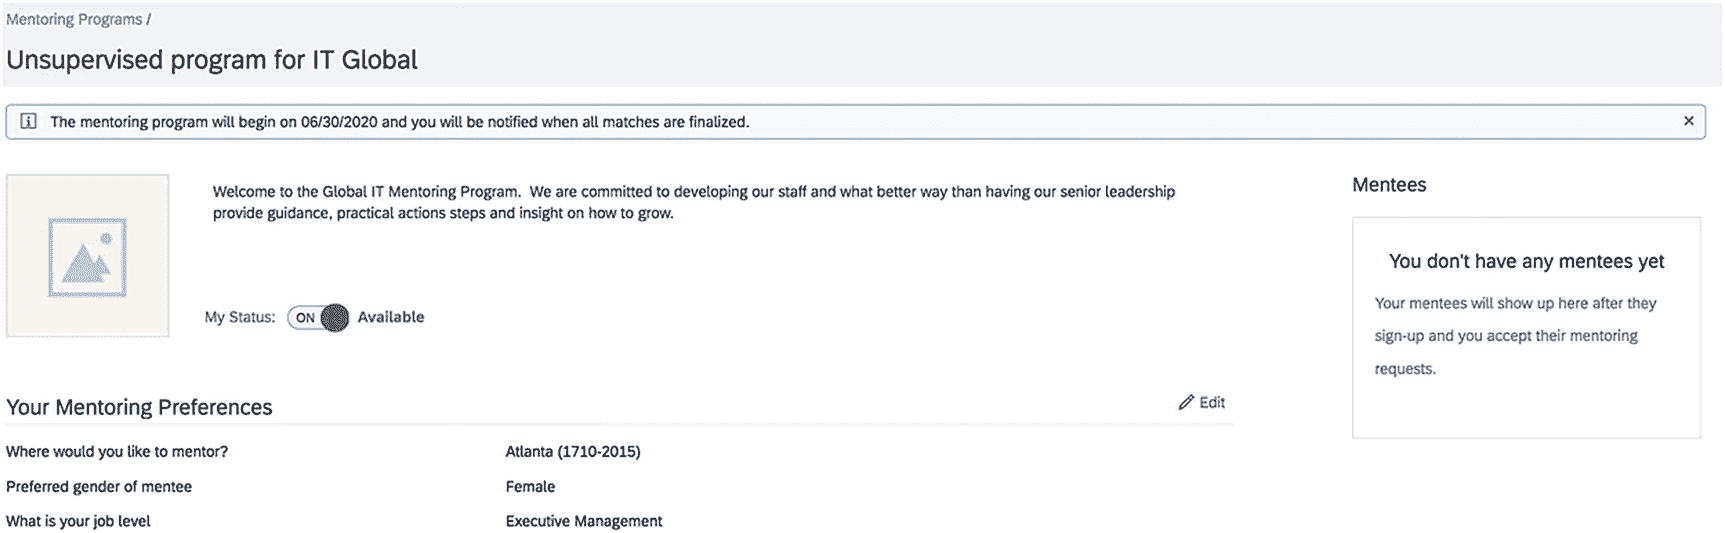 Mentoring Programs /
Unsupervised program for IT Global
The mentoring program will begin on 06/30/2020 and you will be notified when all matches are finalized.
Welcome to the Global IT Mentoring Program. We are committed to developing our staff and what better way than having our senior leadership
provide guidance, practical actions steps and insight on how to grow.
My Status: ON Available
Mentees
You don't have any mentees yet
Your mentees will show up here after they
sign-up and you accept their mentoring
requests.
Your Mentoring Preferences
Edit
Where would you like to mentor? Atlanta (1710-2015)
Preferred gender of mentee Female
What is your job level Executive Management